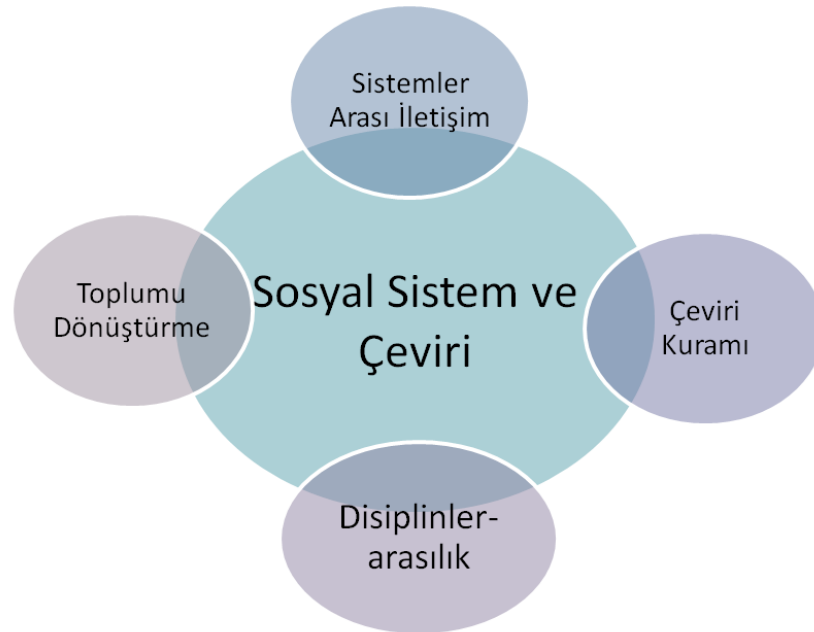 Sistemler
Arası İletişim
Toplumu
Dönüştürme
Sosyal Sistem ve
Çeviri
Çeviri
Kuramı
Disiplinler-
arasılık